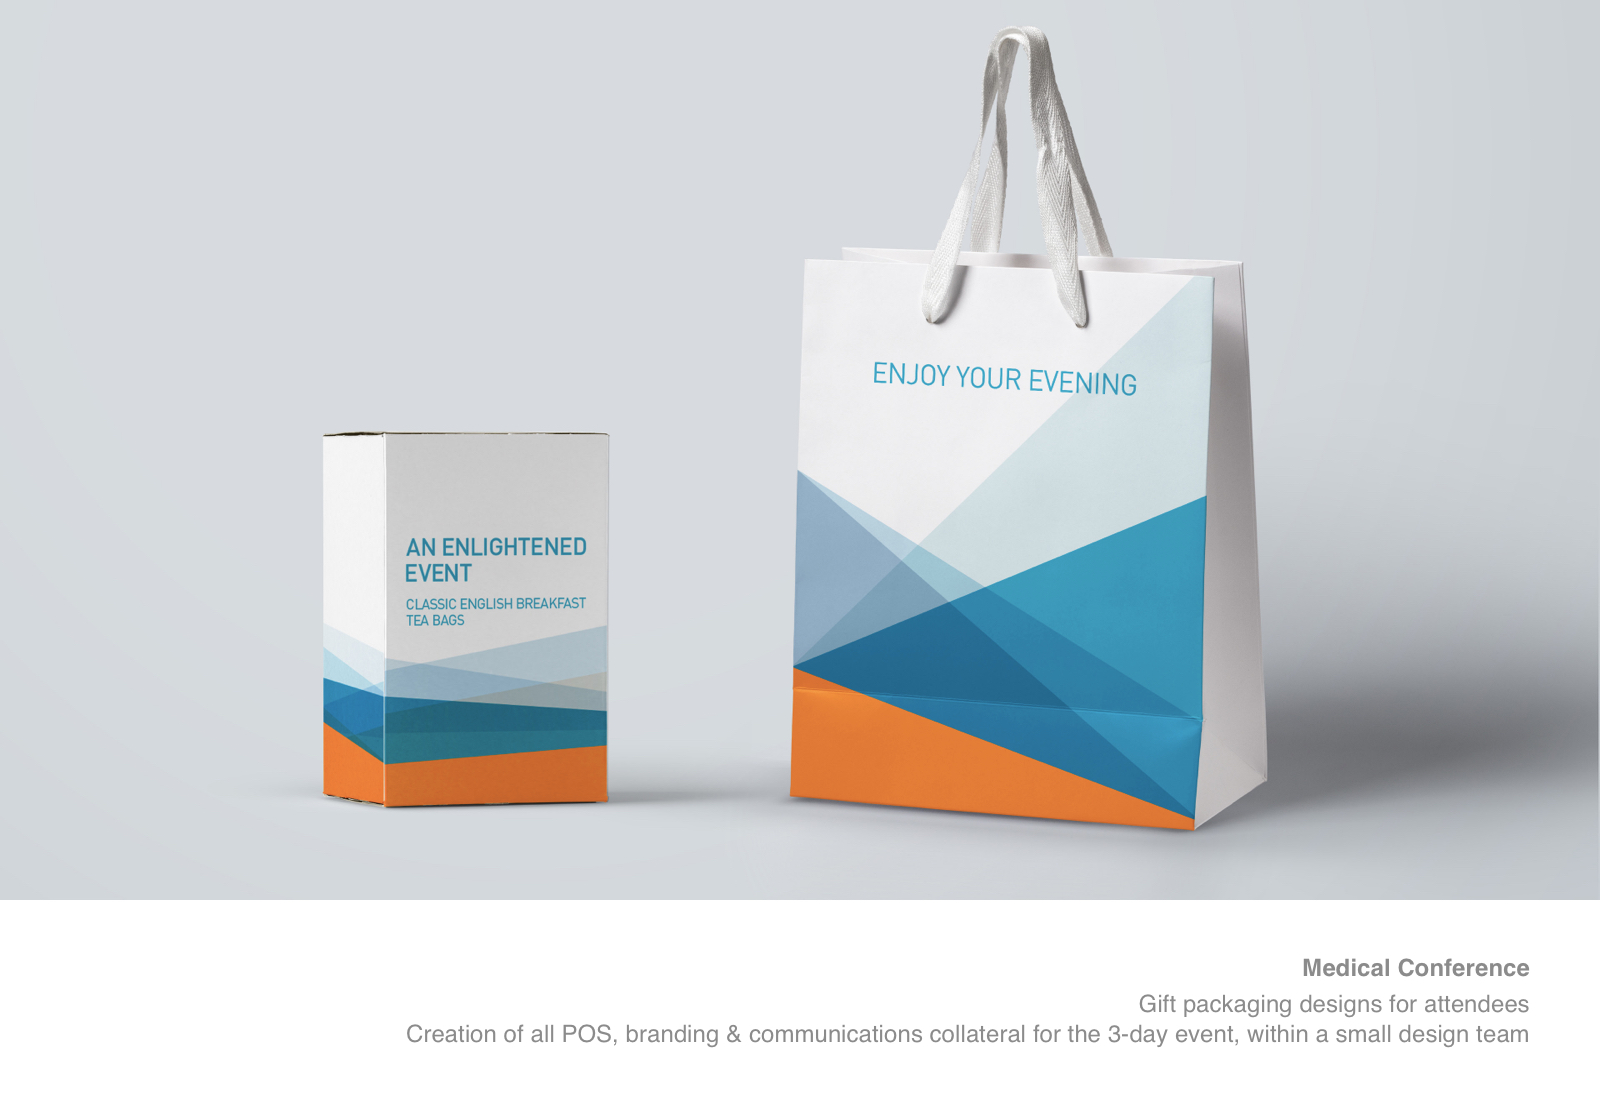 ENJOY YOUR EVENING
AN ENLIGHTENED
EVENT
CLASSIC ENGLISH BREAKFAST
TEA BAGS
Medical Conference
Gift packaging designs for attendees
Creation of all POS, branding & communications collateral for the 3-day event, within a small design team